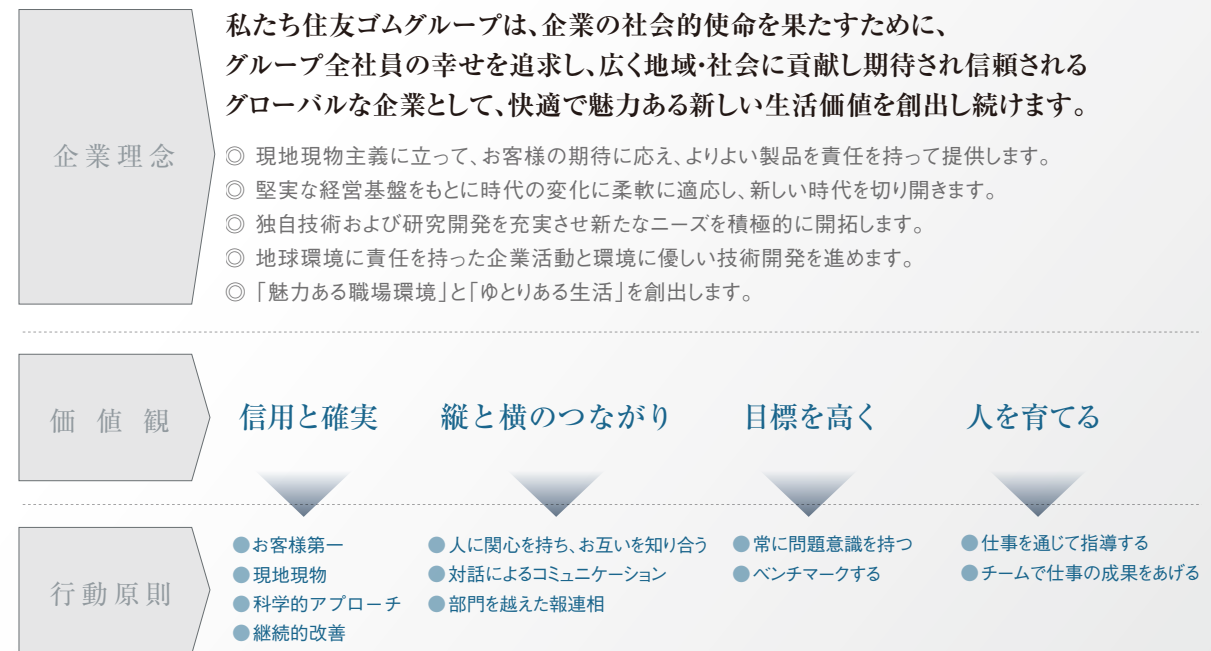 企業理念
私たち住友ゴムグループは、企業の社会的使命を果たすために、
グループ全社員の幸せを追求し、広く地域・社会に貢献し期待され信頼される
グローバルな企業として、快適で魅力ある新しい生活価値を創出し続けます。
◎ 現地現物主義に立って、お客様の期待に応え、よりよい製品を責任を持って提供します。
◎ 堅実な経営基盤をもとに時代の変化に柔軟に適応し、新しい時代を切り開きます。
◎ 独自技術および研究開発を充実させ新たなニーズを積極的に開拓します。
◎ 地球環境に責任を持った企業活動と環境に優しい技術開発を進めます。
◎ 「魅力ある職場環境」と「ゆとりある生活」を創出します。
価値観
信用と確実
縦と横のつながり
目標を高く
人を育てる
行動原則
●お客様第一
●現地現物
●科学的アプローチ
●継続的改善
●人に関心を持ち、お互いを知り合う
●対話によるコミュニケーション
●部門を越えた報連相
●常に問題意識を持つ
●ベンチマークする
●仕事を通じて指導する
●チームで仕事の成果をあげる